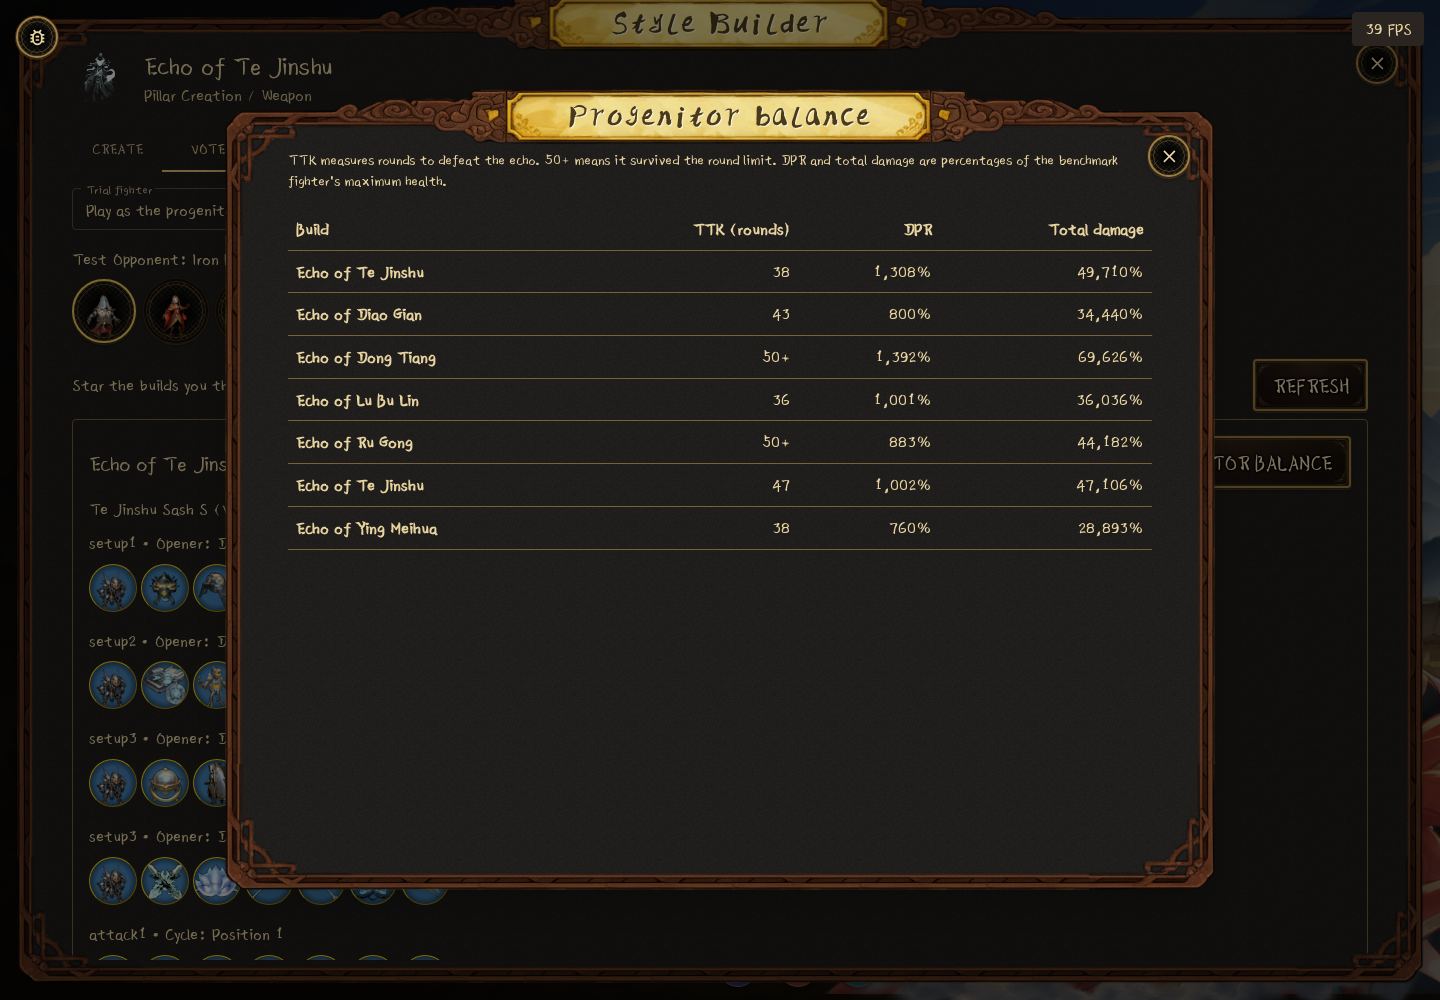 Style Builder
39 FPS
Echo of Te Jinshu
Pillar Creation / Weapon
Progenitor balance
CREATE
VOTE
TTK measures rounds to defeat the echo. 50+ means it survived the round limit. DPR and total damage are percentages of the benchmark
fighter's maximum health.
Trial fighter
Play as the progenit
Test Opponent: Iron
Build TTK (rounds) DPR Total damage
Echo of Te Jinshu 38 1,308% 49,710%
Echo of Diao Gian 43 800% 34,440%
Echo of Dong Tiang 50+ 1,392% 69,626%
Echo of Lu Bu Lin 36 1,001% 36,036%
Echo of Ru Gong 50+ 883% 44,182%
Echo of Te Jinshu 47 1,002% 47,106%
Echo of Ying Meihua 38 760% 28,893%
Star the builds you th
REFRESH
Echo of Te Jins
TOR BALANCE
Te Jinshu Sash S (
setup1 • Opener:
setup2 • Opener:
setup3 • Opener:
setup3 • Opener:
attack1 • Cycle: Position 1